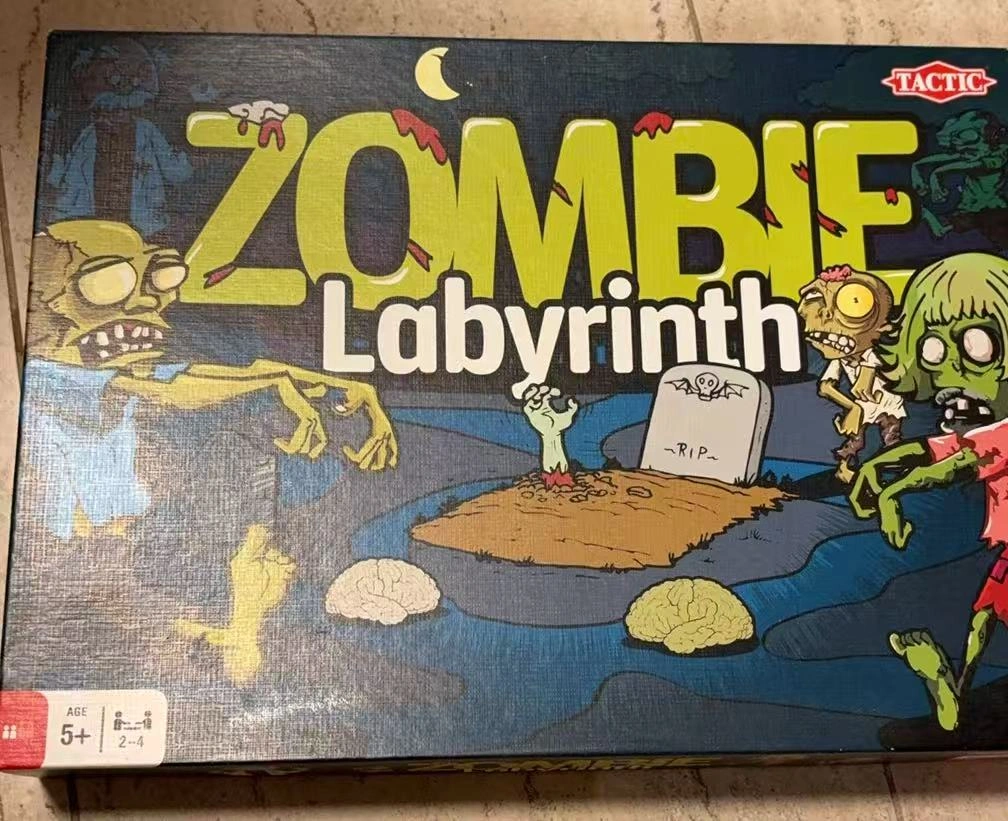 TACTIC
ZOMBIE
Labyrinth
~RIP~
AGE
5+
2--4